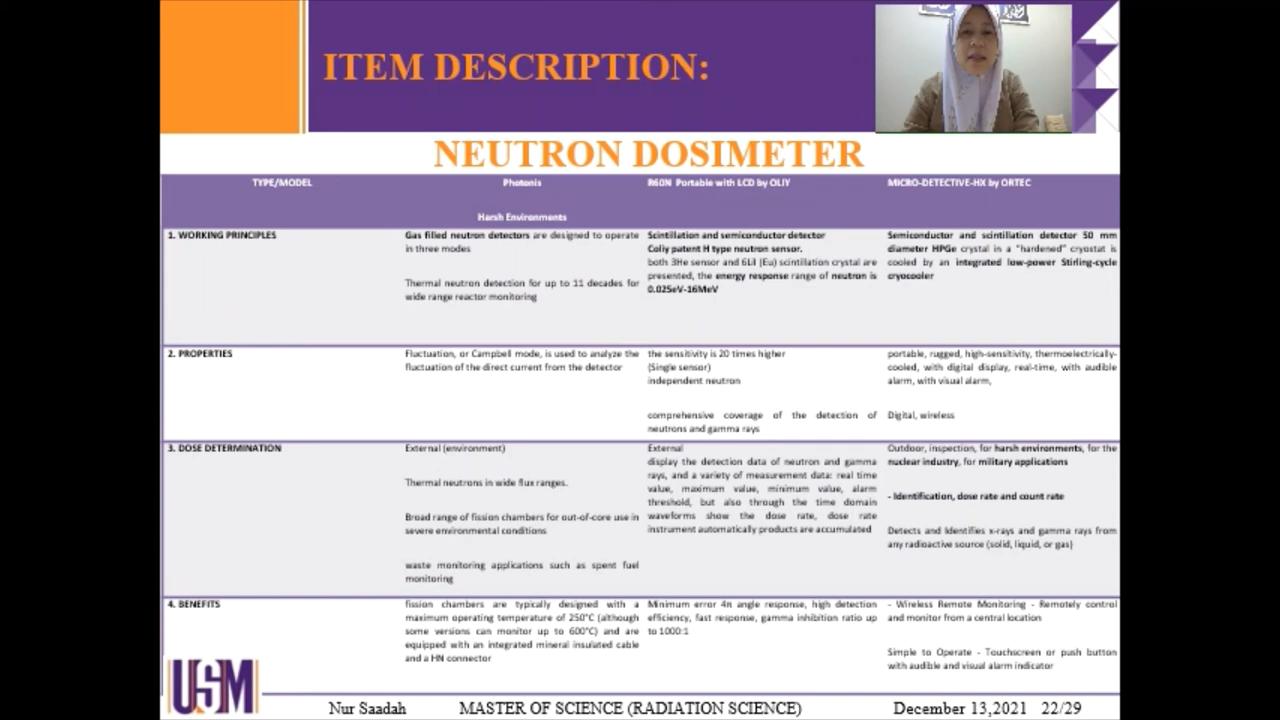 ITEM DESCRIPTION:
NEUTRON DOSIMETER
TYPE/MODEL
Photonis
Harsh Environments
R60N Portable with LCD by OLIY
MICRO-DETECTIVE-HX by ORTEC
1. WORKING PRINCIPLES
Gas filled neutron detectors are designed to operate
in three modes
Thermal neutron detection for up to 11 decades for
wide range reactor monitoring
Scintillation and semiconductor detector
Coliy patent H type neutron sensor.
both 3He sensor and 6LiI (Eu) scintillation crystal are
presented, the energy response range of neutron is
0.025eV-16MeV
Semiconductor and scintillation detector 50 mm
diameter HPGe crystal in a "hardened" cryostat is
cooled by an integrated low-power Stirling-cycle
cryocooler
2. PROPERTIES
Fluctuation, or Campbell mode, is used to analyze the
fluctuation of the direct current from the detector
the sensitivity is 20 times higher
(Single sensor)
independent neutron
comprehensive coverage of the detection of
neutrons and gamma rays
portable, rugged, high-sensitivity, thermoelectrically-
cooled, with digital display, real-time, with audible
alarm, with visual alarm,
Digital, wireless
3. DOSE DETERMINATION
External (environment)
Thermal neutrons in wide flux ranges.
Broad range of fission chambers for out-of-core use in
severe environmental conditions
waste monitoring applications such as spent fuel
monitoring
External
display the detection data of neutron and gamma
rays, and a variety of measurement data: real time
value, maximum value, minimum value, alarm
threshold, but also through the time domain
waveforms show the dose rate, dose rate
instrument automatically products are accumulated
Outdoor, inspection, for harsh environments, for the
nuclear industry, for military applications
- Identification, dose rate and count rate
Detects and Identifies x-rays and gamma rays from
any radioactive source (solid, liquid, or gas)
4. BENEFITS
fission chambers are typically designed with a
maximum operating temperature of 250°C (although
some versions can monitor up to 600°C) and are
equipped with an integrated mineral insulated cable
and a HN connector
Minimum error 4π angle response, high detection
efficiency, fast response, gamma inhibition ratio up
to 1000:1
- Wireless Remote Monitoring - Remotely control
and monitor from a central location
Simple to Operate - Touchscreen or push button
with audible and visual alarm indicator
USM
Nur Saadah
MASTER OF SCIENCE (RADIATION SCIENCE)
December 13,2021 22/29